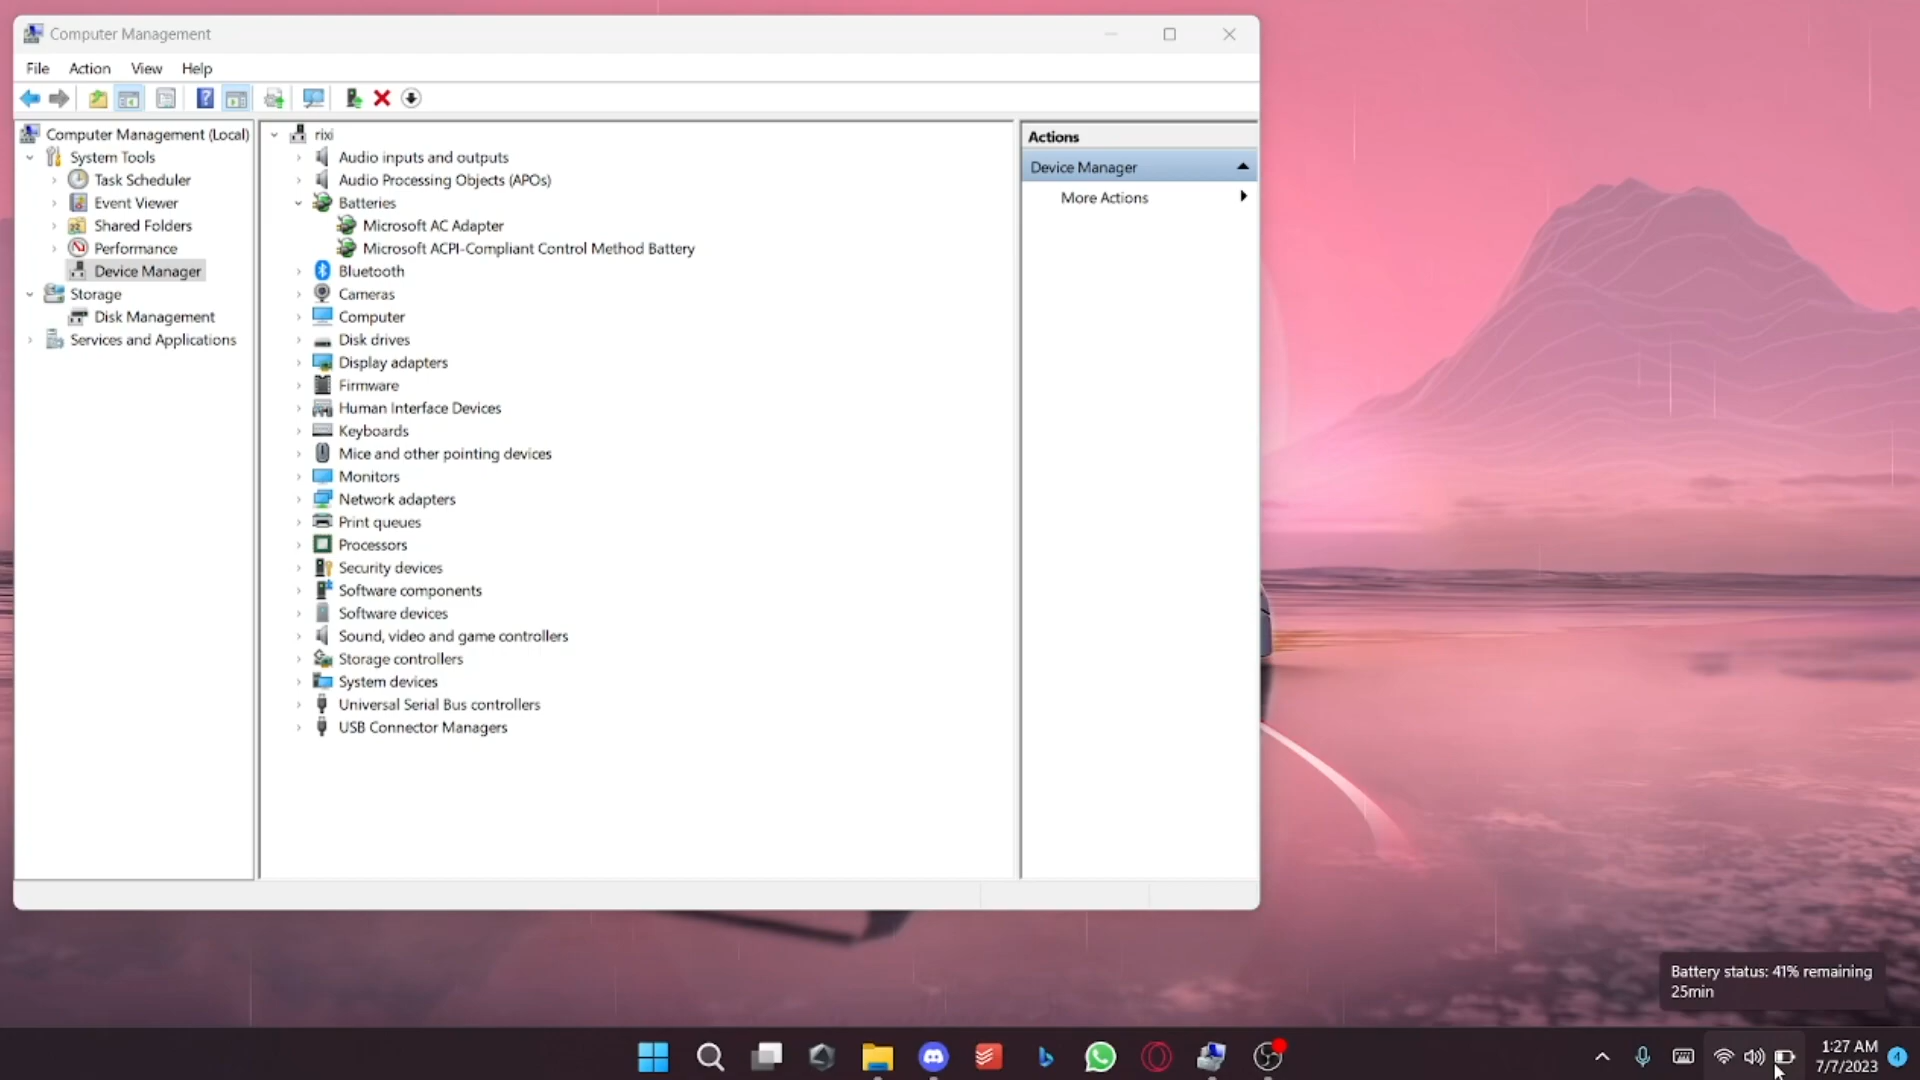 Computer Management
File Action View Help
Computer Management (Local)
System Tools
Task Scheduler
Event Viewer
Shared Folders
Performance
Device Manager
Storage
Disk Management
Services and Applications
rixi
Audio inputs and outputs
Audio Processing Objects (APOs)
Batteries
Microsoft AC Adapter
Microsoft ACPI-Compliant Control Method Battery
Bluetooth
Cameras
Computer
Disk drives
Display adapters
Firmware
Human Interface Devices
Keyboards
Mice and other pointing devices
Monitors
Network adapters
Print queues
Processors
Security devices
Software components
Software devices
Sound, video and game controllers
Storage controllers
System devices
Universal Serial Bus controllers
USB Connector Managers
Actions
Device Manager
More Actions
Battery status: 41% remaining
25min
1:27 AM
7/7/2023
4